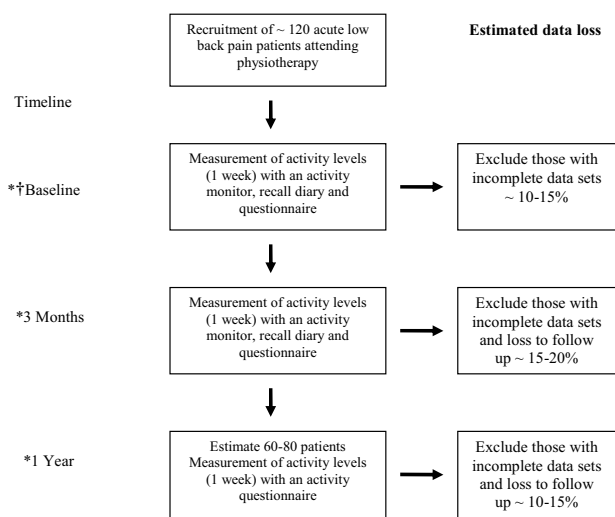 Recruitment of ~ 120 acute low
back pain patients attending
physiotherapy
Estimated data loss
Timeline
*†Baseline
Measurement of activity levels
(1 week) with an activity
monitor, recall diary and
questionnaire
Exclude those with
incomplete data sets
~ 10-15%
*3 Months
Measurement of activity levels
(1 week) with an activity
monitor, recall diary and
questionnaire
Exclude those with
incomplete data sets
and loss to follow
up ~ 15-20%
*1 Year
Estimate 60-80 patients
Measurement of activity levels
(1 week) with an activity
questionnaire
Exclude those with
incomplete data sets
and loss to follow
up ~ 10-15%